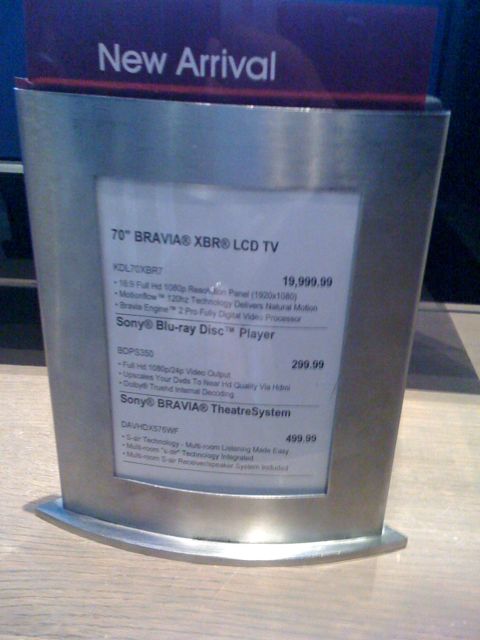 New Arrival
70" BRAVIA® XBR® LCD TV
KDL70XBR7
19,999.99
• 16:9 Full Hd 1080p Resolution Panel (1920x1080)
• Motionflow™ 120hz Technology Delivers Natural Motion
• Bravia Engine™ 2 Pro Fully Digital Video Processor
Sony® Blu-ray Disc™ Player
BDPS350
299.99
• Full Hd 1080p/24p Video Output
• Upscales Your Dvds To Near Hd Quality Via Hdmi
• Dolby® Truehd Internal Decoding
Sony® BRAVIA® TheatreSystem
DAVHDX576WF
499.99
• S-air Technology - Multi-room Listening Made Easy
• Multi-room "s-air" Technology Integrated
• Multi-room S-air Receiver/speaker System Included